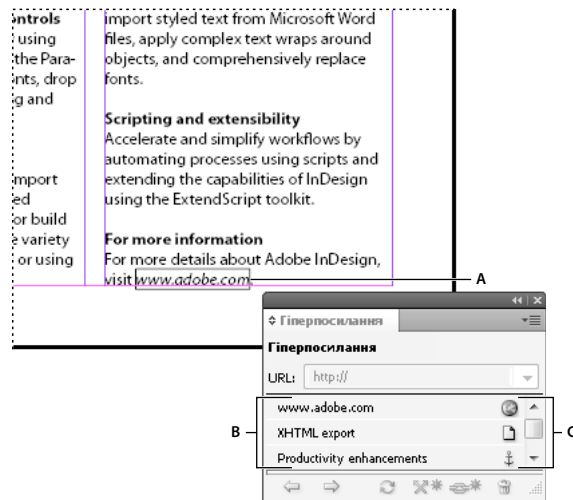 ontrols
using
the Para-
nts, drop
g and
mport
ed
or build
e variety
or using
import styled text from Microsoft Word
files, apply complex text wraps around
objects, and comprehensively replace
fonts.
Scripting and extensibility
Accelerate and simplify workflows by
automating processes using scripts and
extending the capabilities of InDesign
using the ExtendScript toolkit.
For more information
For more details about Adobe InDesign,
visit www.adobe.com.
A
Гіперпосилання
Гіперпосилання
URL: http://
www.adobe.com
XHTML export
Productivity enhancements
B
C